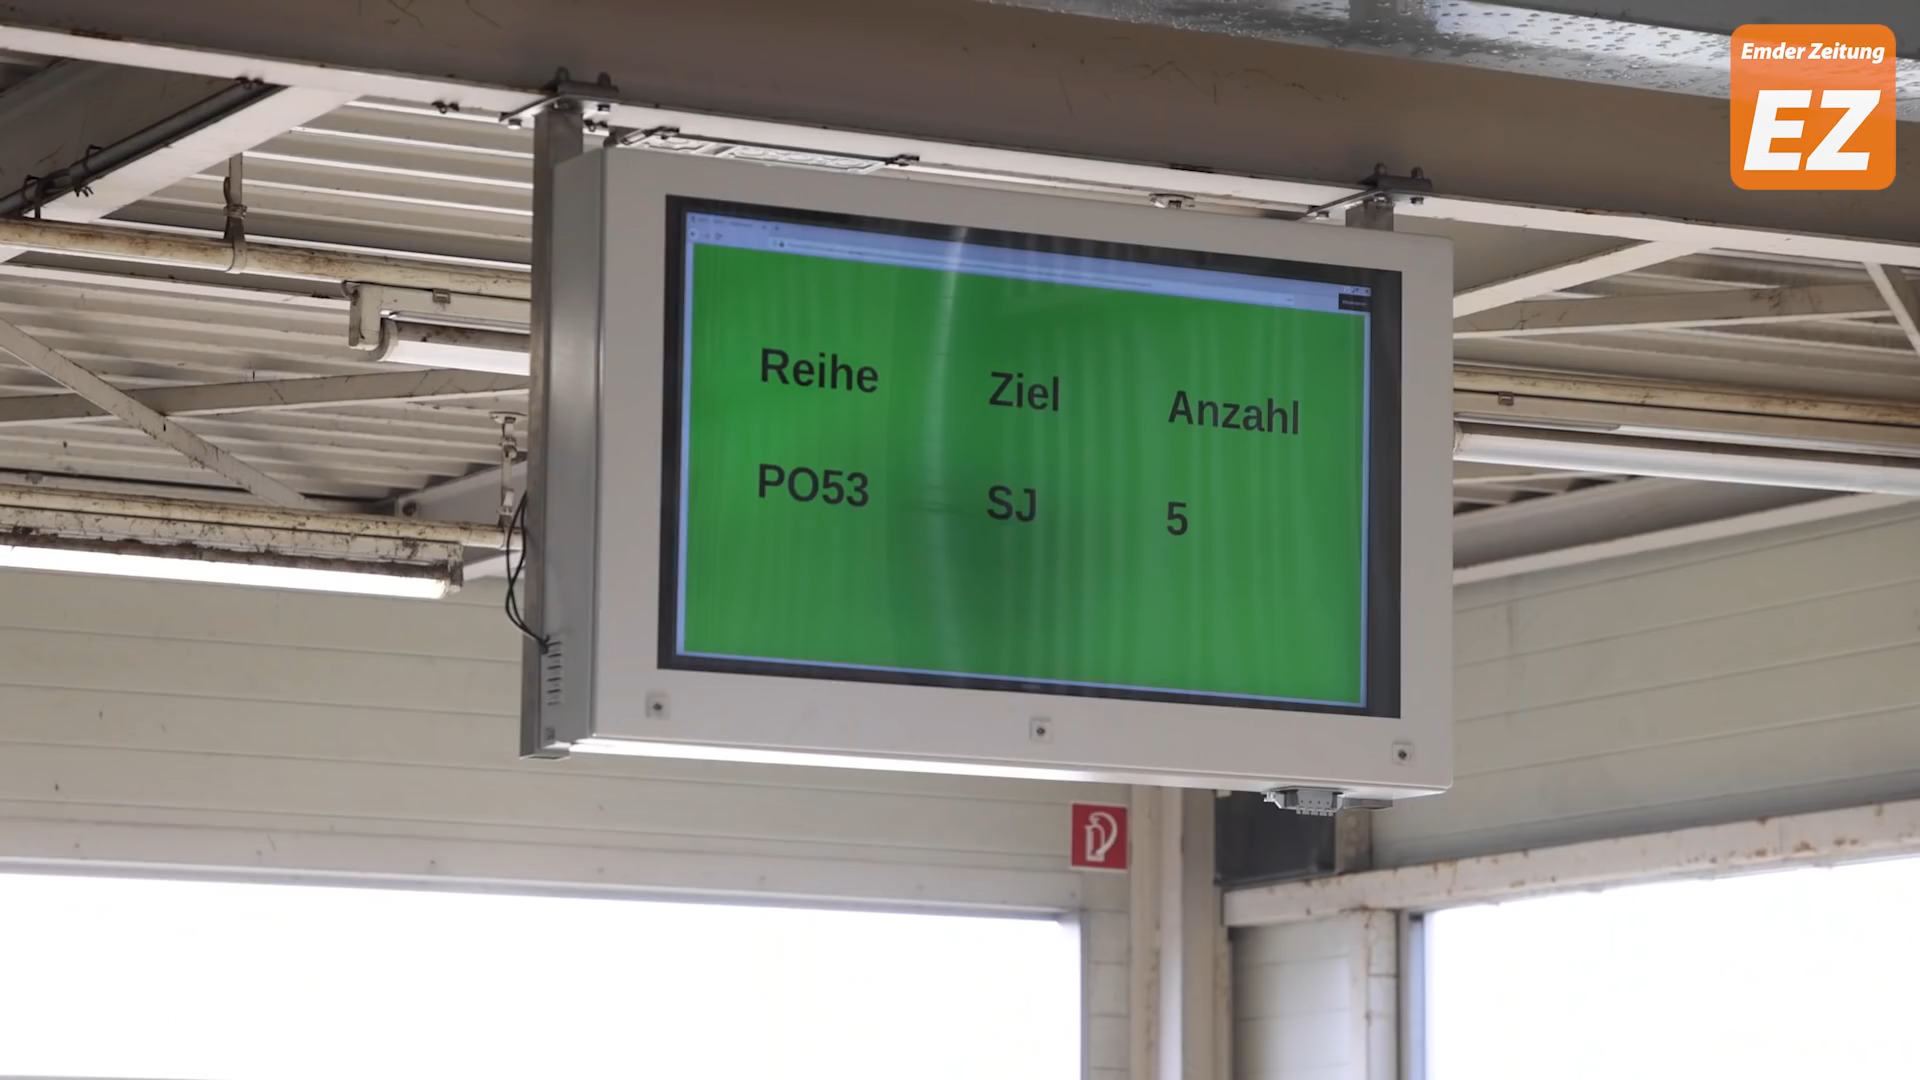 Emder Zeitung
EZ
Reihe Ziel Anzahl
PO53 SJ 5